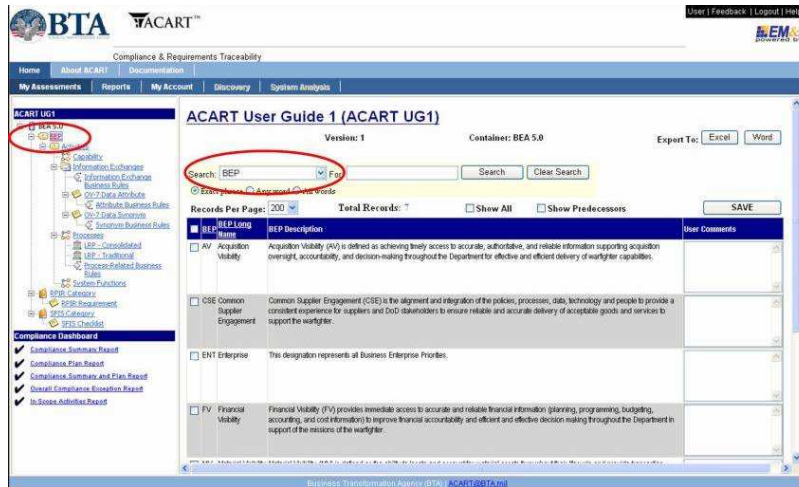 User | Feedback | Logout | Help
BTA TACART™
EM&
powered b
Compliance & Requirements Traceability
Home About ACART Documentation
My Assessments Reports My Account Discovery System Analysis
ACART UG1
BEA 5.0
BEP
Activities
Capability
Information Exchanges
Information Exchange
Business Rules
OV-7 Data Attribute
Attribute Business Rules
OV-7 Data Synonym
Synonym Business Rules
Processes
LRP - Consolidated
LRP - Traditional
Process-Related Business
Rules
System Functions
RPIR Category
RPIR Requirement
SFIS Category
SFIS Checklist
Compliance Dashboard
Compliance Summary Report
Compliance Plan Report
Compliance Summary and Plan Report
Overall Compliance Exception Report
In Scope Activities Report
ACART User Guide 1 (ACART UG1)
Version: 1 Container: BEA 5.0 Export To: Excel Word
Search: BEP For Search Clear Search
Exact phrase Any word All words
Records Per Page: 200 Total Records: 7 Show All Show Predecessors SAVE
BEP BEP Long Name BEP Description User Comments
AV Acquisition Visibility Acquisition Visibility (AV) is defined as achieving timely access to accurate, authoritative, and reliable information supporting acquisition
oversight, accountability, and decision-making throughout the Department for effective and efficient delivery of warfighter capabilities.
CSE Common Supplier Engagement Common Supplier Engagement (CSE) is the alignment and integration of the policies, processes, data, technology and people to provide a
consistent experience for suppliers and DoD stakeholders to ensure reliable and accurate delivery of acceptable goods and services to
support the warfighter.
ENT Enterprise This designation represents all Business Enterprise Priorities.
FV Financial Visibility Financial Visibility (FV) provides immediate access to accurate and reliable financial information (planning, programming, budgeting,
accounting, and cost information) to improve financial accountability and efficient and effective decision making throughout the Department in
support of the missions of the warfighter.
Business Transformation Agency (BTA) | ACART@BTA.mil